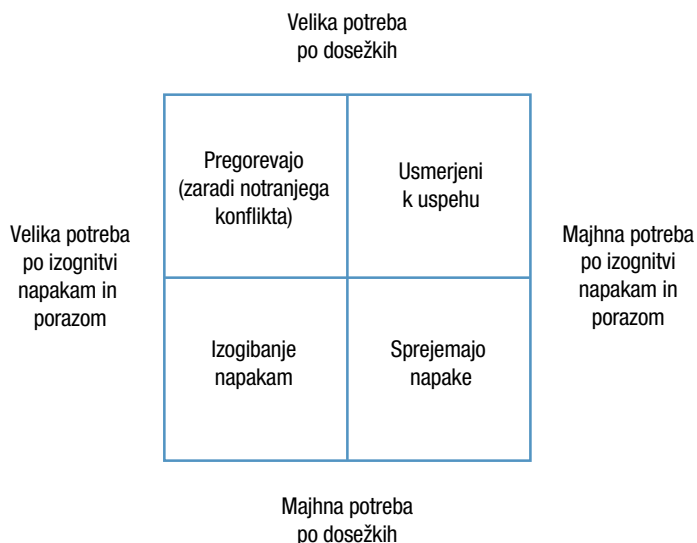 Velika potreba
po dosežkih
Pregorevajo
(zaradi notranjega
konflikta)
Usmerjeni
k uspehu
Velika potreba
po izognitvi
napakam in
porazom
Majhna potreba
po izognitvi
napakam in
porazom
Izogibanje
napakam
Sprejemajo
napake
Majhna potreba
po dosežkih